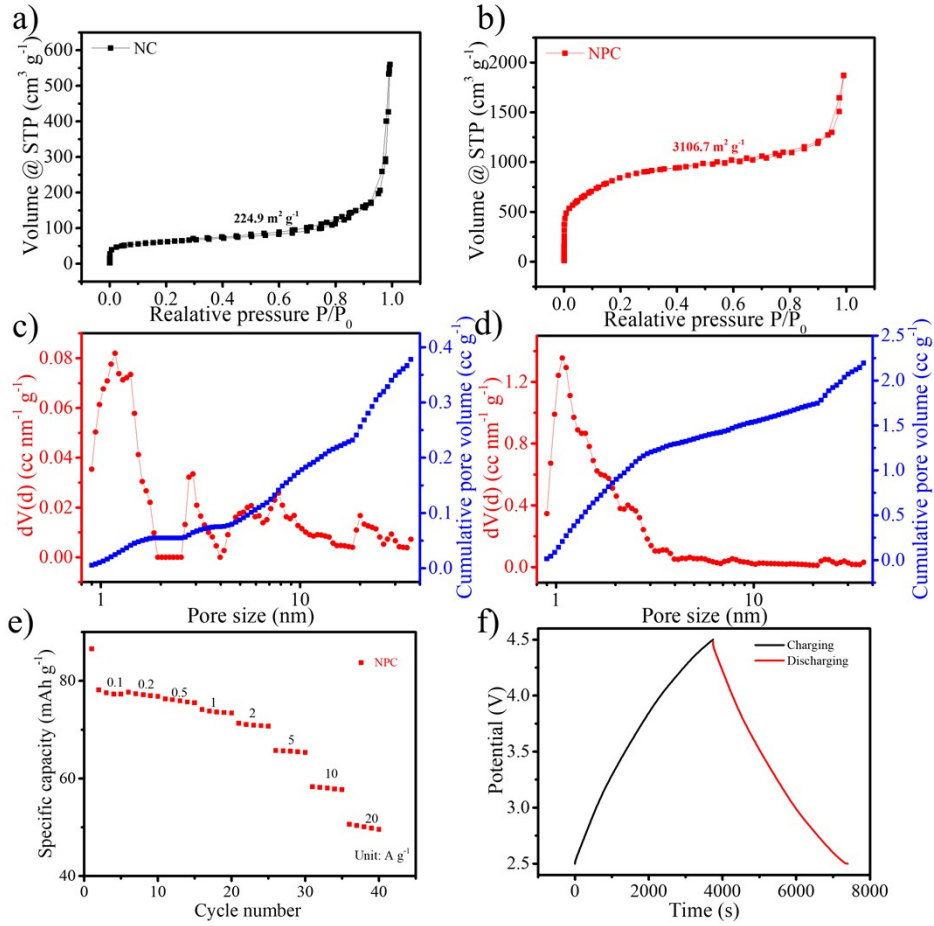 a)
NC
Volume @ STP (cm³ g⁻¹)
600
500
400
300
200
100
0
224.9 m² g⁻¹
0.0 0.2 0.4 0.6 0.8 1.0
Realative pressure P/P₀
b)
NPC
Volume @ STP (cm³ g⁻¹)
2000
1500
1000
500
0
3106.7 m² g⁻¹
0.0 0.2 0.4 0.6 0.8 1.0
Realative pressure P/P₀
c)
dV(d) (cc nm⁻¹ g⁻¹)
0.08
0.06
0.04
0.02
0.00
0.4
0.3
0.2
0.1
0.0
Cumulative pore volume (cc g⁻¹)
1 10
Pore size (nm)
d)
dV(d) (cc nm⁻¹ g⁻¹)
1.2
0.8
0.4
0.0
2.5
2.0
1.5
1.0
0.5
0.0
Cumulative pore volume (cc g⁻¹)
1 10
Pore size (nm)
e)
NPC
Specific capacity (mAh g⁻¹)
80
60
40
0.1 0.2 0.5 1 2 5 10 20
Unit: A g⁻¹
0 10 20 30 40
Cycle number
f)
Charging
Discharging
Potential (V)
4.5
4.0
3.5
3.0
2.5
0 2000 4000 6000 8000
Time (s)